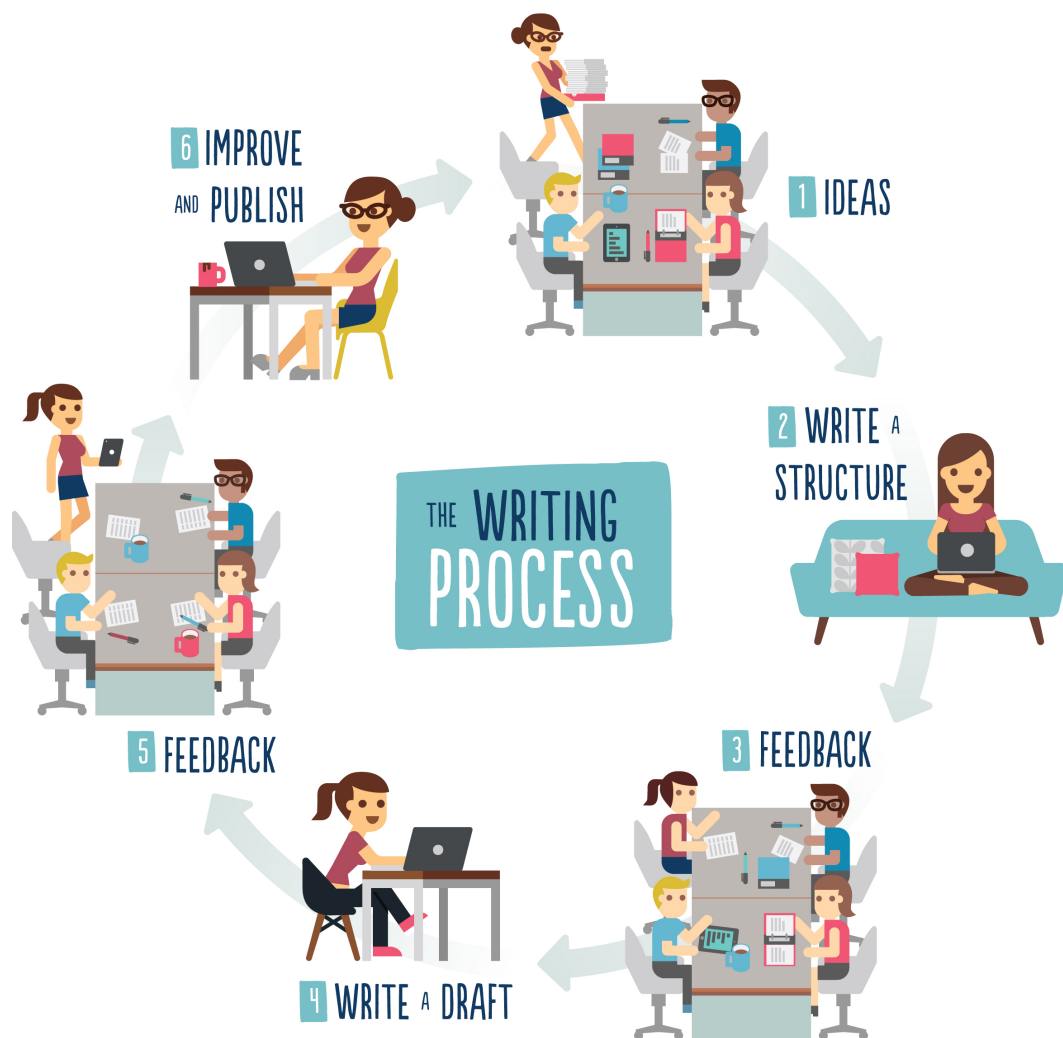 THE WRITING
PROCESS
1 IDEAS
2 WRITE A
STRUCTURE
3 FEEDBACK
4 WRITE A DRAFT
5 FEEDBACK
6 IMPROVE
AND PUBLISH